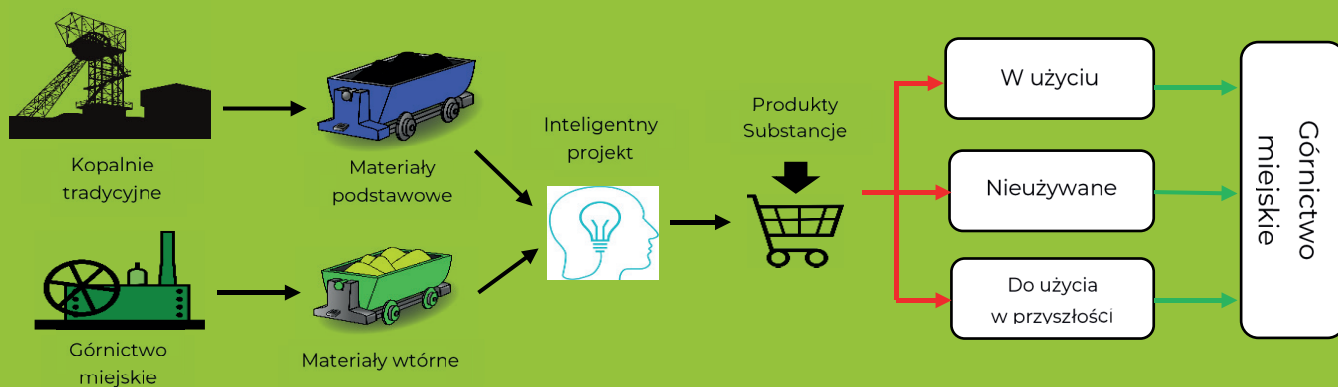 Kopalnie
tradycyjne
Materiały
podstawowe
Górnictwo
miejskie
Materiały wtórne
Inteligentny
projekt
Produkty
Substancje
W użyciu
Nieużywane
Do użycia
w przyszłości
Górnictwo
miejskie